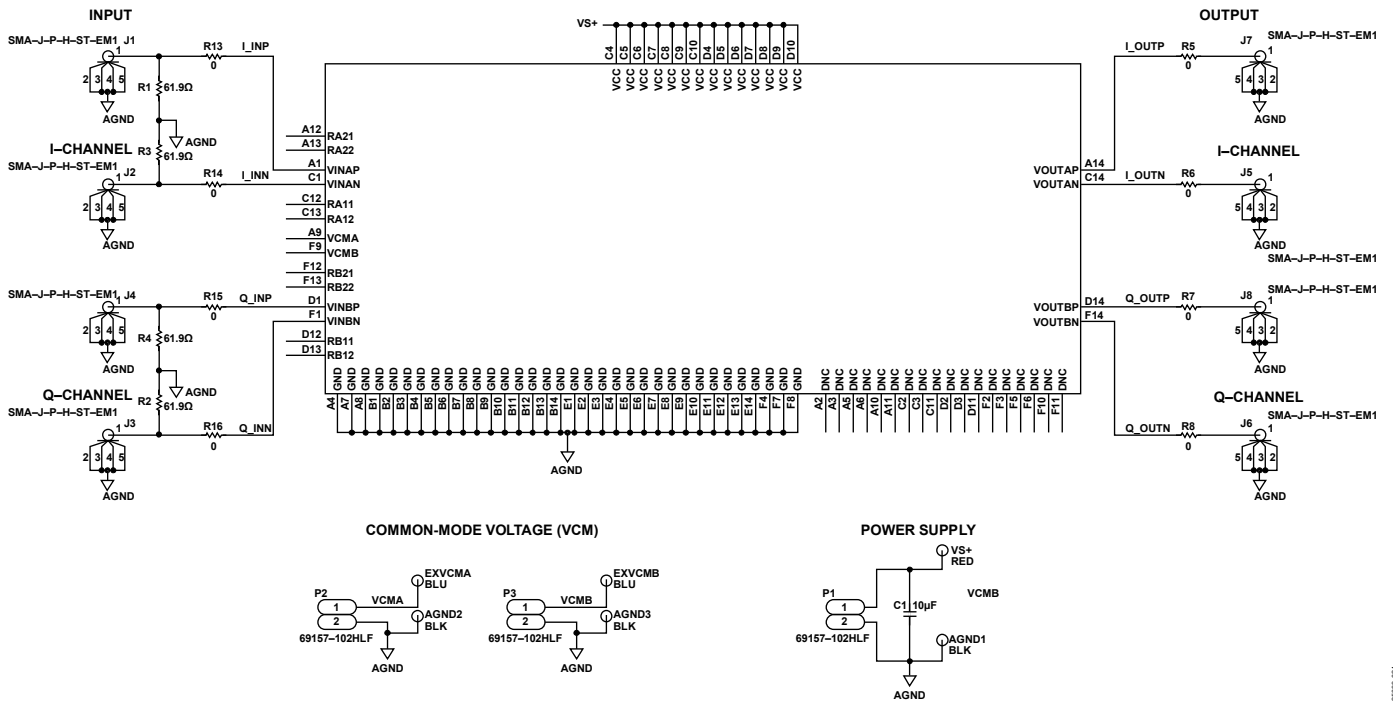 INPUT
SMA–J–P–H–ST–EM1 J1
1
R13
0
I_INP
2 3 4 5
AGND
R1 61.9Ω
AGND
R3 61.9Ω
I–CHANNEL
SMA–J–P–H–ST–EM1 J2
1
R14
0
I_INN
2 3 4 5
AGND
SMA–J–P–H–ST–EM1 J4
1
R15
0
Q_INP
2 3 4 5
AGND
R4 61.9Ω
AGND
R2 61.9Ω
Q–CHANNEL
SMA–J–P–H–ST–EM1
J3
1
R16
0
Q_INN
2 3 4 5
AGND
VS+
C4 C5 C6 C7 C8 C9 C10 D4 D5 D6 D7 D8 D9 D10
VCC VCC VCC VCC VCC VCC VCC VCC VCC VCC VCC VCC VCC VCC
A12 RA21
A13 RA22
A1 VINAP
C1 VINAN
C12 RA11
C13 RA12
A9 VCMA
F9 VCMB
F12 RB21
F13 RB22
D1 VINBP
F1 VINBN
D12 RB11
D13 RB12
VOUTAP A14
VOUTAN C14
VOUTBP D14
VOUTBN F14
GND GND GND GND GND GND GND GND GND GND GND GND GND GND GND GND GND GND GND GND GND GND GND GND GND GND GND GND GND GND GND GND GND GND
A4 A7 A8 B1 B2 B3 B4 B5 B6 B7 B8 B9 B10 B11 B12 B13 B14 E1 E2 E3 E4 E5 E6 E7 E8 E9 E10 E11 E12 E13 E14 F4 F7 F8
AGND
DNC DNC DNC DNC DNC DNC DNC DNC DNC DNC DNC DNC DNC DNC DNC DNC DNC DNC
A2 A3 A5 A6 A10 A11 C2 C3 C11 D2 D3 D11 F2 F3 F5 F6 F10 F11
OUTPUT
SMA–J–P–H–ST–EM1
J7
1
I_OUTP
R5
0
5 4 3 2
AGND
I–CHANNEL
J5
1
I_OUTN
R6
0
5 4 3 2
AGND
SMA–J–P–H–ST–EM1
SMA–J–P–H–ST–EM1
J8
1
Q_OUTP
R7
0
5 4 3 2
AGND
Q–CHANNEL
SMA–J–P–H–ST–EM1
J6
1
Q_OUTN
R8
0
5 4 3 2
AGND
COMMON-MODE VOLTAGE (VCM)
P2
1
2
69157–102HLF
VCMA
EXVCMA
BLU
AGND2
BLK
AGND
P3
1
2
69157–102HLF
VCMB
EXVCMB
BLU
AGND3
BLK
AGND
POWER SUPPLY
P1
1
2
69157–102HLF
VS+
RED
C1 10µF
VCMB
AGND1
BLK
AGND